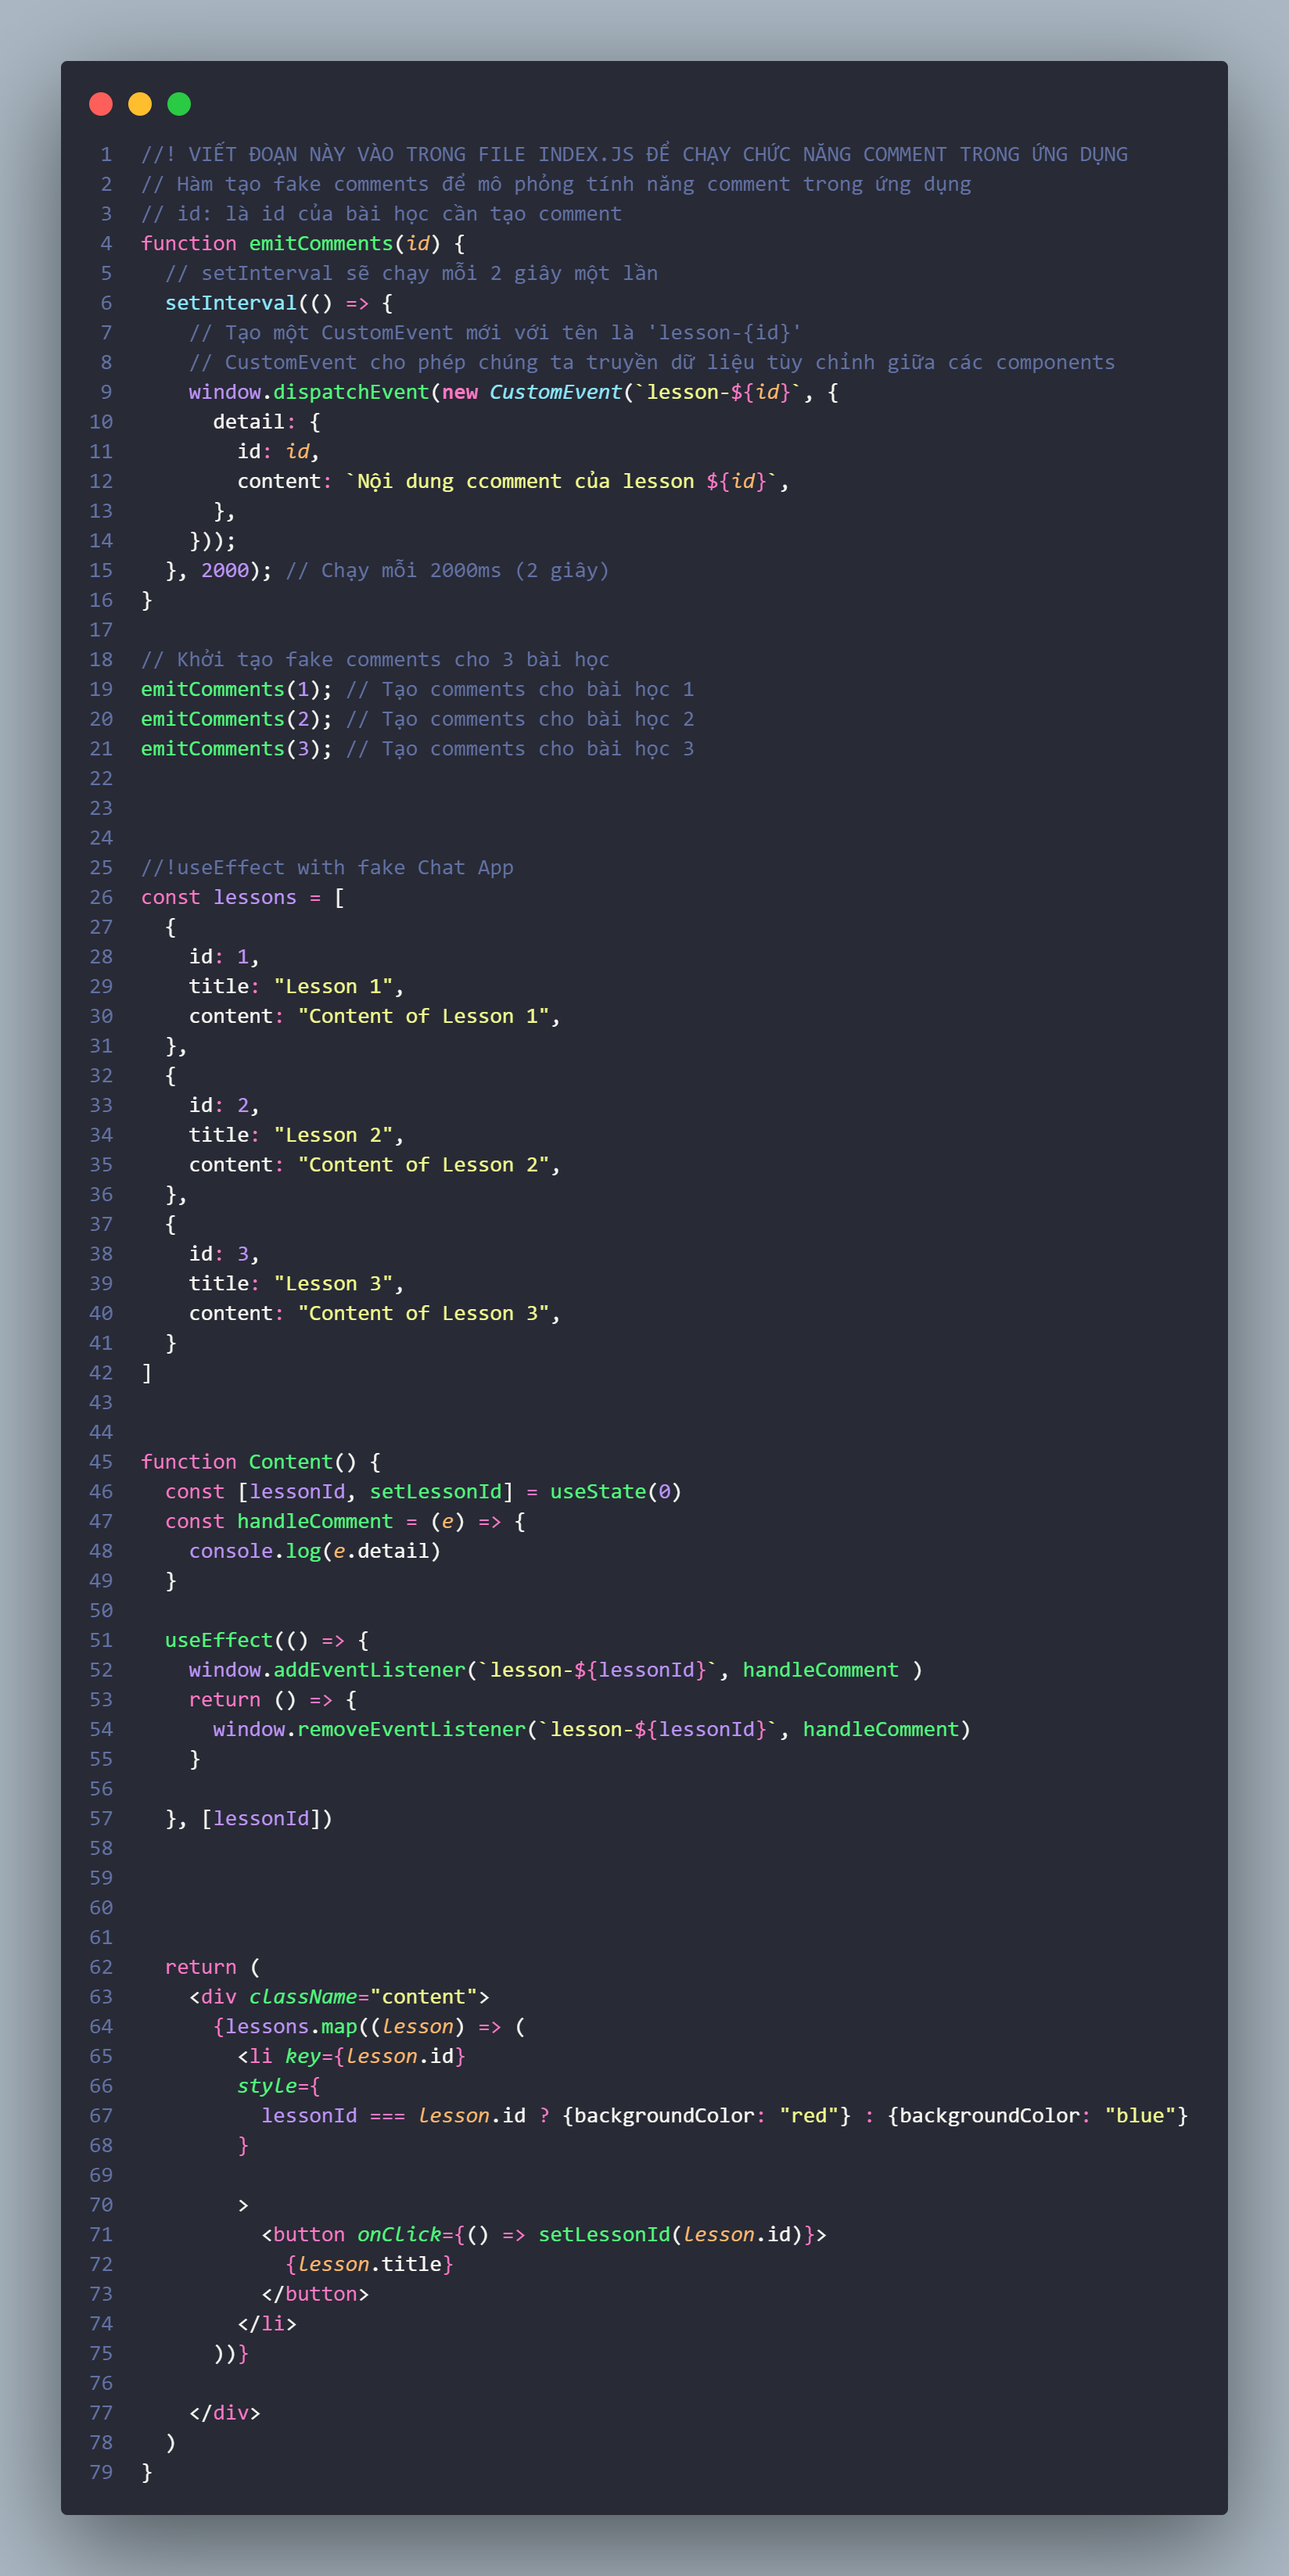 1 //! VIẾT ĐOẠN NÀY VÀO TRONG FILE INDEX.JS ĐỂ CHẠY CHỨC NĂNG COMMENT TRONG ỨNG DỤNG
2 // Hàm tạo fake comments để mô phỏng tính năng comment trong ứng dụng
3 // id: là id của bài học cần tạo comment
4 function emitComments(id) {
5   // setInterval sẽ chạy mỗi 2 giây một lần
6   setInterval(() => {
7     // Tạo một CustomEvent mới với tên là 'lesson-{id}'
8     // CustomEvent cho phép chúng ta truyền dữ liệu tùy chỉnh giữa các components
9     window.dispatchEvent(new CustomEvent(`lesson-${id}`, {
10       detail: {
11         id: id,
12         content: `Nội dung ccomment của lesson ${id}`,
13       },
14     }));
15   }, 2000); // Chạy mỗi 2000ms (2 giây)
16 }
17
18 // Khởi tạo fake comments cho 3 bài học
19 emitComments(1); // Tạo comments cho bài học 1
20 emitComments(2); // Tạo comments cho bài học 2
21 emitComments(3); // Tạo comments cho bài học 3
22
23
24
25 //!useEffect with fake Chat App
26 const lessons = [
27   {
28     id: 1,
29     title: "Lesson 1",
30     content: "Content of Lesson 1",
31   },
32   {
33     id: 2,
34     title: "Lesson 2",
35     content: "Content of Lesson 2",
36   },
37   {
38     id: 3,
39     title: "Lesson 3",
40     content: "Content of Lesson 3",
41   }
42 ]
43
44
45 function Content() {
46   const [lessonId, setLessonId] = useState(0)
47   const handleComment = (e) => {
48     console.log(e.detail)
49   }
50
51   useEffect(() => {
52     window.addEventListener(`lesson-${lessonId}`, handleComment )
53     return () => {
54       window.removeEventListener(`lesson-${lessonId}`, handleComment)
55     }
56
57   }, [lessonId])
58
59
60
61
62   return (
63     <div className="content">
64       {lessons.map((lesson) => (
65         <li key={lesson.id}
66         style={
67           lessonId === lesson.id ? {backgroundColor: "red"} : {backgroundColor: "blue"}
68         }
69
70         >
71           <button onClick={() => setLessonId(lesson.id)}>
72             {lesson.title}
73           </button>
74         </li>
75       ))}
76
77     </div>
78   )
79 }